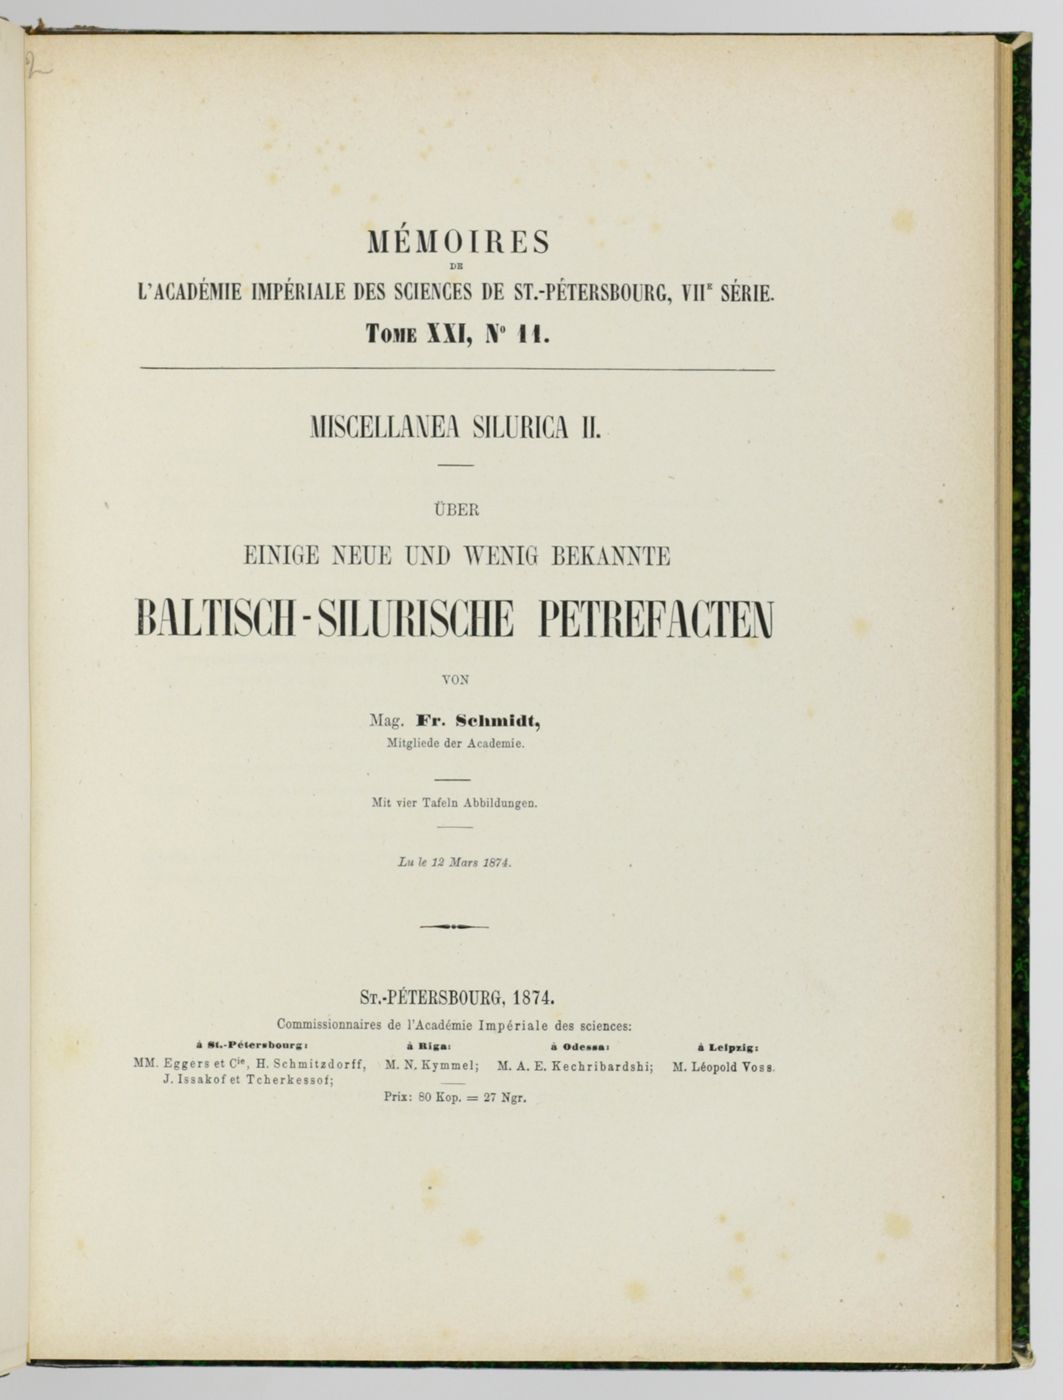 2
MÉMOIRES
DE
L'ACADÉMIE IMPÉRIALE DES SCIENCES DE ST.-PÉTERSBOURG, VIIE SÉRIE.
TOME XXI, No 11.
MISCELLANEA SILURICA II.
ÜBER
EINIGE NEUE UND WENIG BEKANNTE
BALTISCH-SILURISCHE PETREFACTEN
VON
Mag. Fr. Schmidt,
Mitgliede der Academie.
Mit vier Tafeln Abbildungen.
Lu le 12 Mars 1874.
ST.-PÉTERSBOURG, 1874.
Commissionnaires de l'Académie Impériale des sciences:
à St.-Pétersbourg: à Riga: à Odessa: à Leipzig:
MM. Eggers et Cie, H. Schmitzdorff, M. N. Kymmel; M. A. E. Kechribardshi; M. Léopold Voss.
J. Issakof et Tcherkessof;
Prix: 80 Kop. = 27 Ngr.